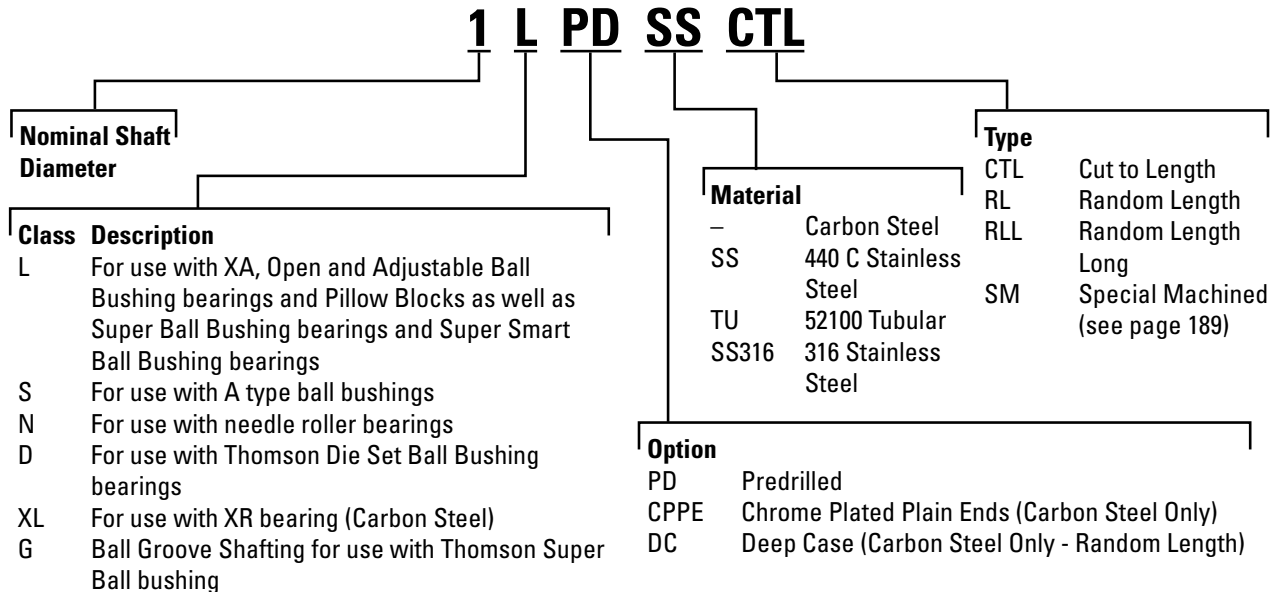 1 L PD SS CTL
Nominal Shaft
Diameter
Class Description
L For use with XA, Open and Adjustable Ball
Bushing bearings and Pillow Blocks as well as
Super Ball Bushing bearings and Super Smart
Ball Bushing bearings
S For use with A type ball bushings
N For use with needle roller bearings
D For use with Thomson Die Set Ball Bushing
bearings
XL For use with XR bearing (Carbon Steel)
G Ball Groove Shafting for use with Thomson Super
Ball bushing
Material
– Carbon Steel
SS 440 C Stainless
Steel
TU 52100 Tubular
SS316 316 Stainless
Steel
Type
CTL Cut to Length
RL Random Length
RLL Random Length
Long
SM Special Machined
(see page 189)
Option
PD Predrilled
CPPE Chrome Plated Plain Ends (Carbon Steel Only)
DC Deep Case (Carbon Steel Only - Random Length)